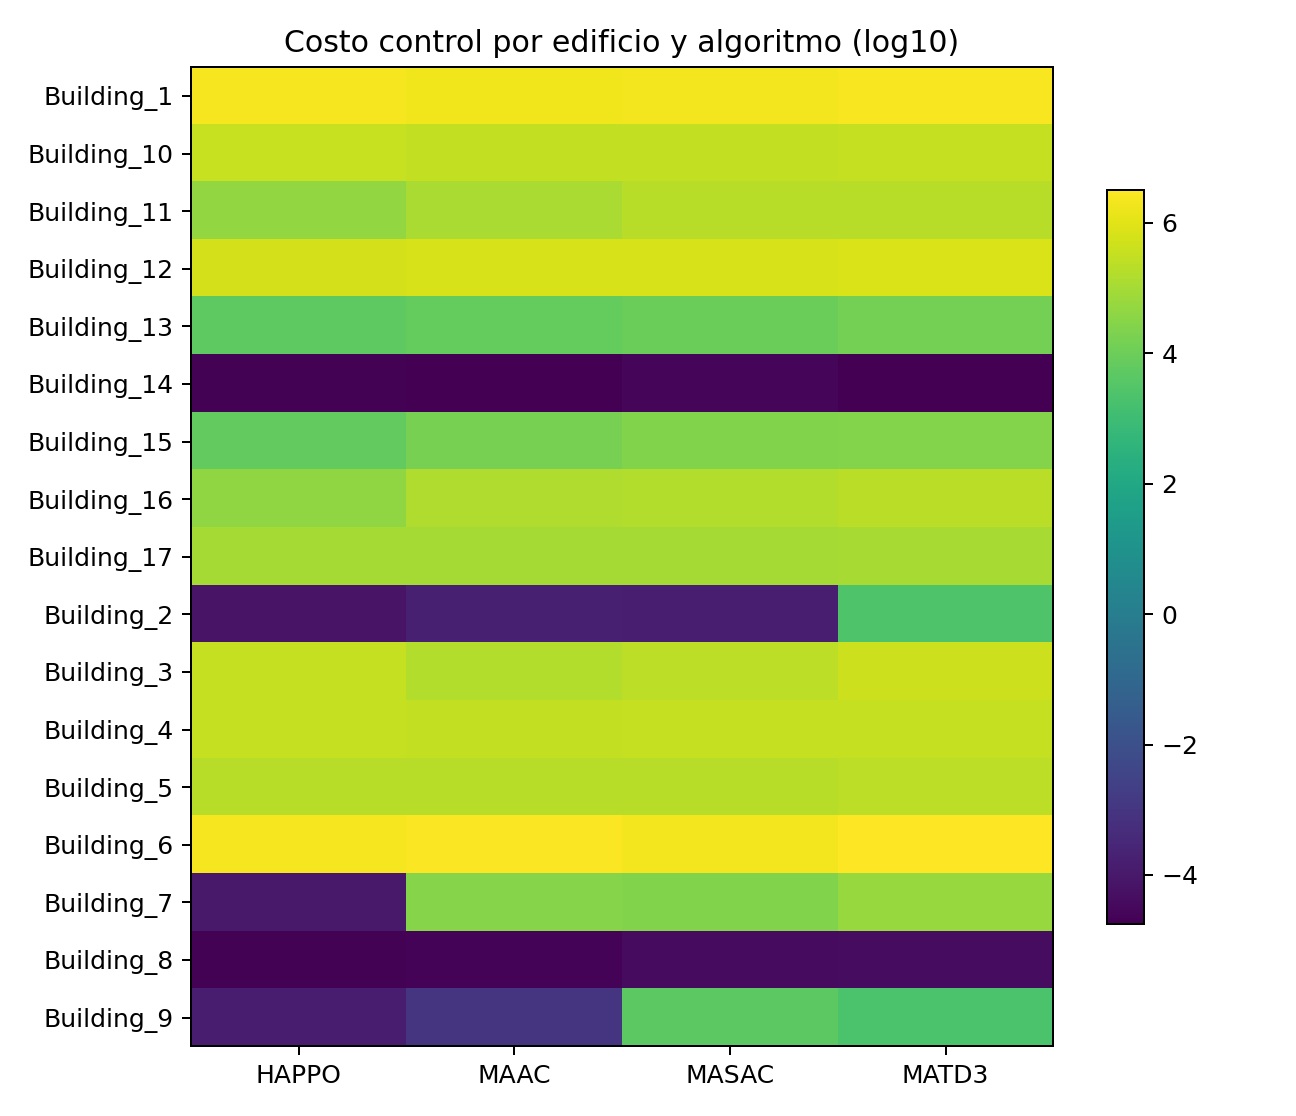 Costo control por edificio y algoritmo (log10)
Building_1
Building_10
Building_11
Building_12
Building_13
Building_14
Building_15
Building_16
Building_17
Building_2
Building_3
Building_4
Building_5
Building_6
Building_7
Building_8
Building_9
HAPPO MAAC MASAC MATD3
6
4
2
0
−2
−4